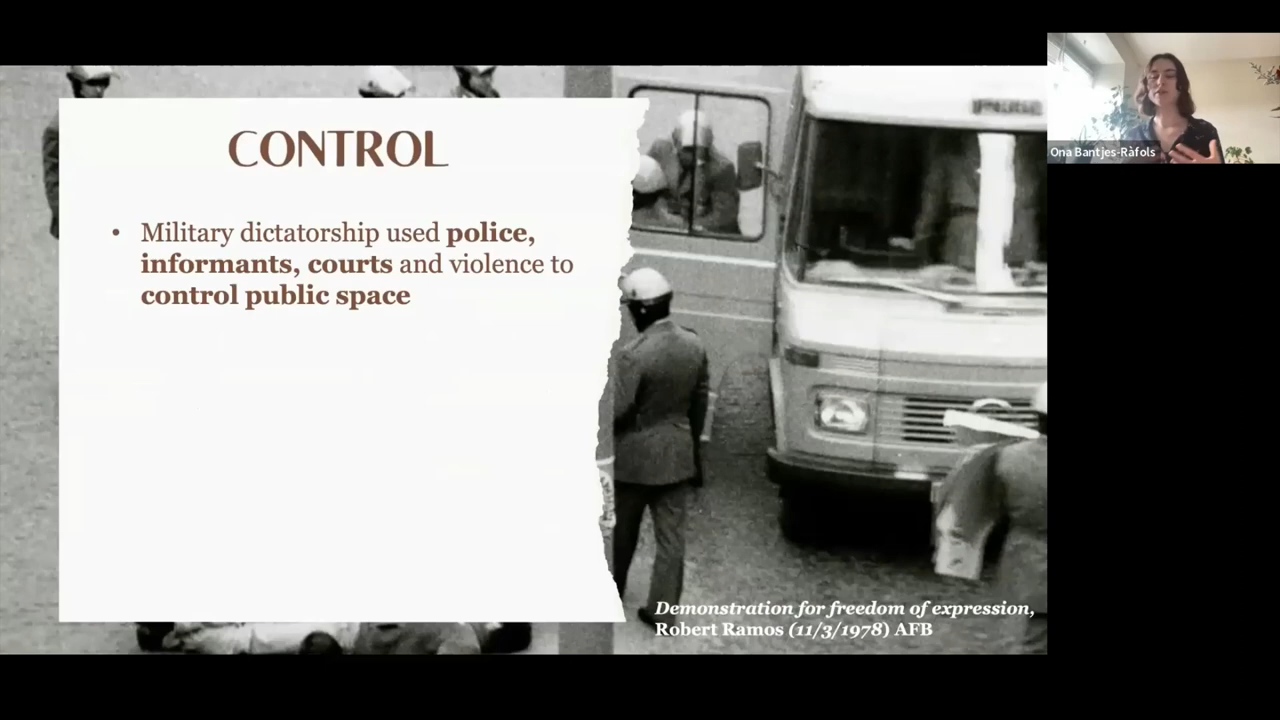 CONTROL
• Military dictatorship used police,
informants, courts and violence to
control public space
Demonstration for freedom of expression,
Robert Ramos (11/3/1978) AFB
Ona Bantjes-Ràfols